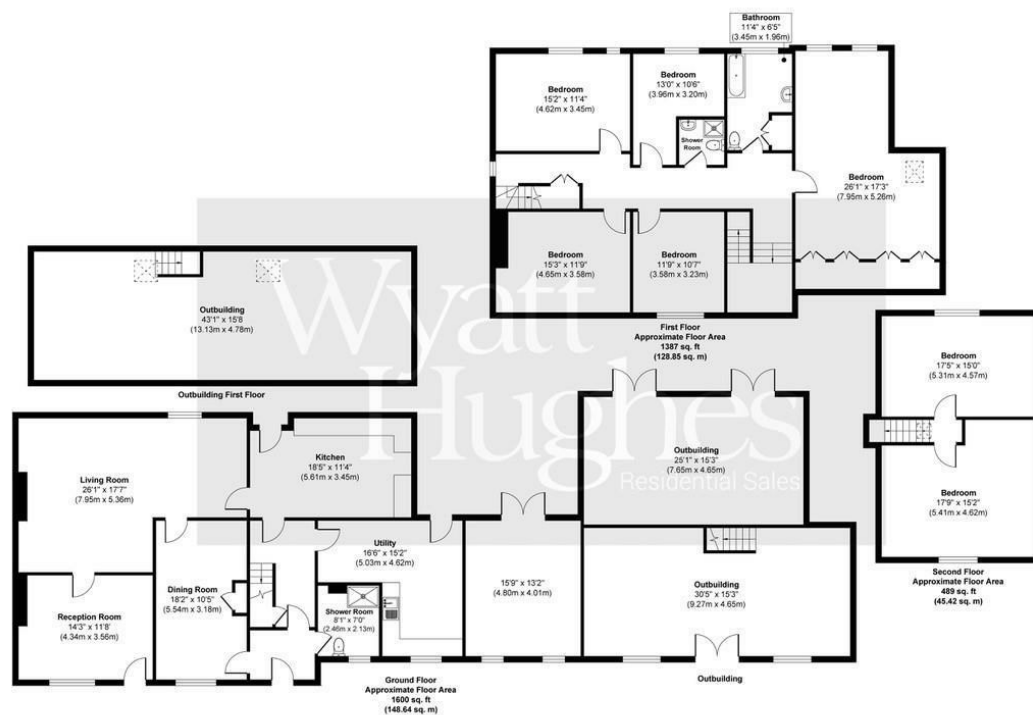 Bathroom
11'4" x 6'5"
(3.45m x 1.96m)
Bedroom
15'2" x 11'4"
(4.62m x 3.45m)
Bedroom
13'0" x 10'6"
(3.96m x 3.20m)
Shower
Room
Bedroom
26'1" x 17'3"
(7.95m x 5.26m)
Bedroom
15'3" x 11'9"
(4.65m x 3.58m)
Bedroom
11'9" x 10'7"
(3.58m x 3.23m)
First Floor
Approximate Floor Area
1387 sq. ft
(128.85 sq. m)
Outbuilding
43'1" x 15'8
(13.13m x 4.78m)
Outbuilding First Floor
Wyatt
Hughes
Residential Sales
Bedroom
17'5" x 15'0"
(5.31m x 4.57m)
Bedroom
17'9" x 15'2"
(5.41m x 4.62m)
Second Floor
Approximate Floor Area
489 sq. ft
(45.42 sq. m)
Living Room
26'1" x 17'7"
(7.95m x 5.36m)
Kitchen
18'5" x 11'4"
(5.61m x 3.45m)
Outbuilding
25'1" x 15'3"
(7.65m x 4.65m)
Utility
16'6" x 15'2"
(5.03m x 4.62m)
Dining Room
18'2" x 10'5"
(5.54m x 3.18m)
Reception Room
14'3" x 11'8'
(4.34m x 3.56m)
Shower Room
8'1" x 7'0"
(2.46m x 2.13m)
15'9" x 13'2"
(4.80m x 4.01m)
Outbuilding
30'5" x 15'3"
(9.27m x 4.65m)
Ground Floor
Approximate Floor Area
1600 sq. ft
(148.64 sq. m)
Outbuilding